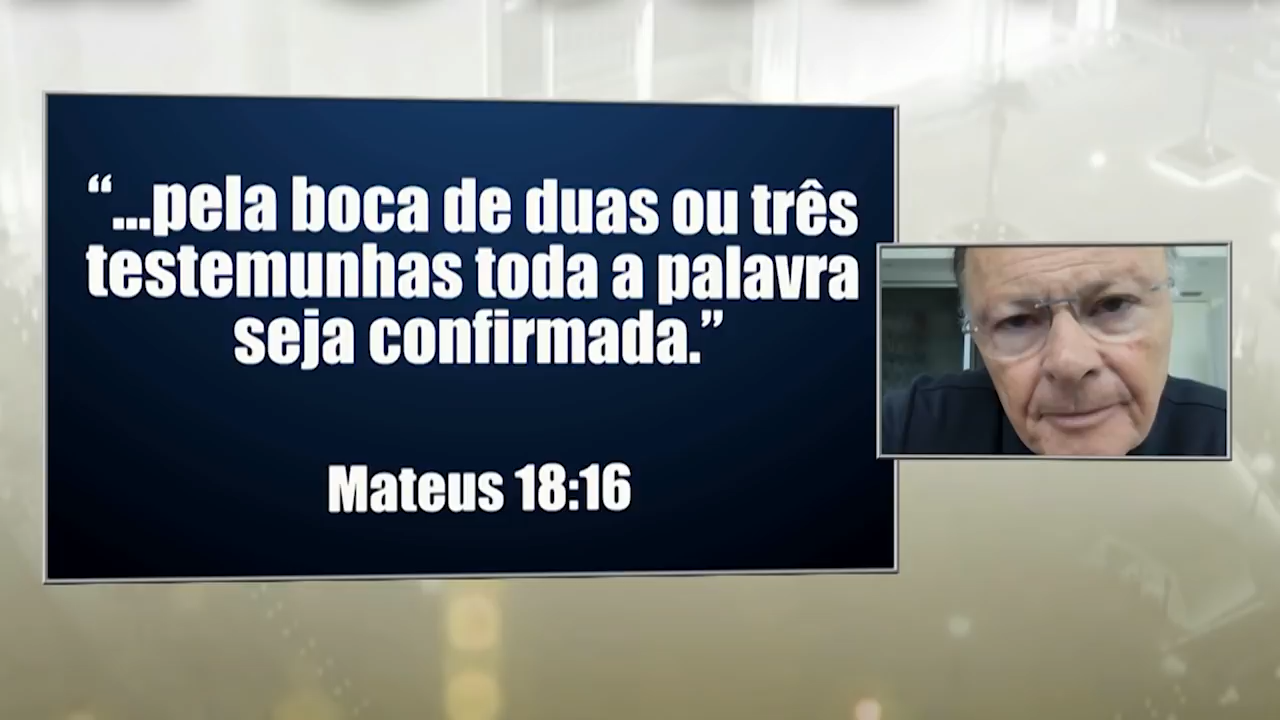 “...pela boca de duas ou três
testemunhas toda a palavra
seja confirmada.”
Mateus 18:16